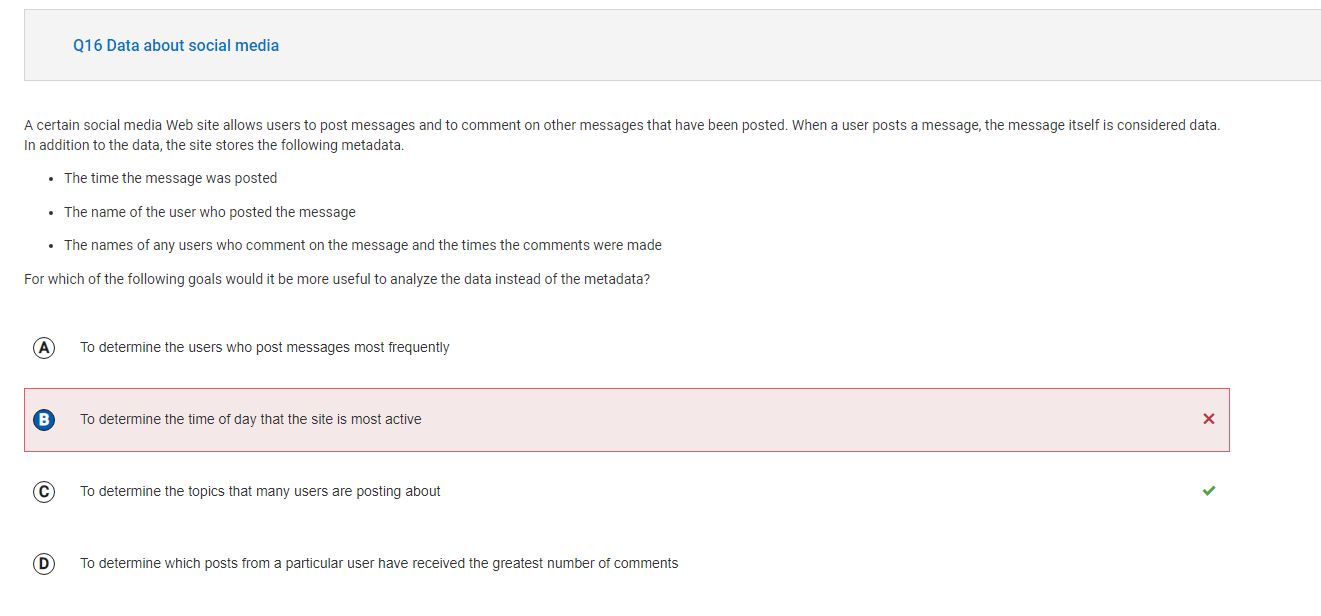 Q16 Data about social media
A certain social media Web site allows users to post messages and to comment on other messages that have been posted. When a user posts a message, the message itself is considered data.
In addition to the data, the site stores the following metadata.
• The time the message was posted
• The name of the user who posted the message
• The names of any users who comment on the message and the times the comments were made
For which of the following goals would it be more useful to analyze the data instead of the metadata?
A To determine the users who post messages most frequently
B To determine the time of day that the site is most active
C To determine the topics that many users are posting about
D To determine which posts from a particular user have received the greatest number of comments